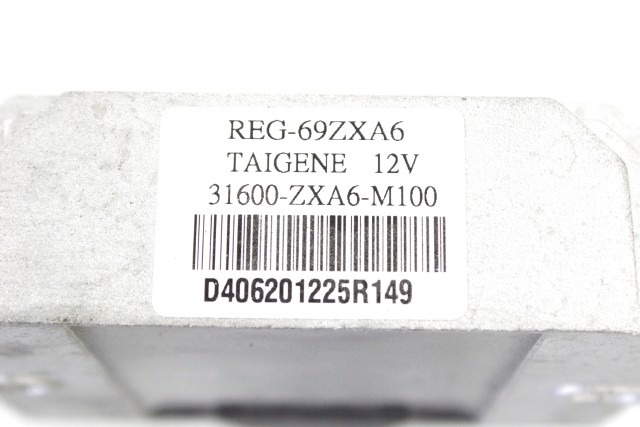 REG-69ZXA6
TAIGENE 12V
31600-ZXA6-M100
D406201225R149